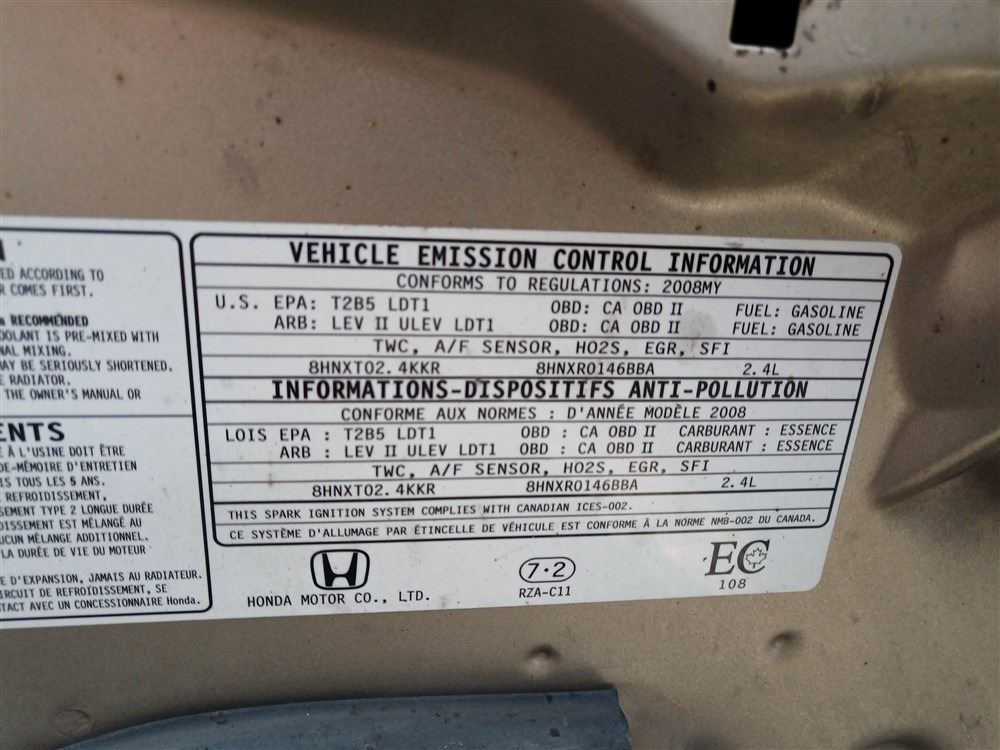 ED ACCORDING TO
R COMES FIRST.
RECOMMENDED
OOLANT IS PRE-MIXED WITH
NAL MIXING.
MAY BE SERIOUSLY SHORTENED.
E RADIATOR.
THE OWNER'S MANUAL OR
ENTS
E À L'USINE DOIT ÊTRE
DE-MÉMOIRE D'ENTRETIEN
IS TOUS LES 5 ANS.
REFROIDISSEMENT,
SEMENT TYPE 2 LONGUE DURÉE
DISSEMENT EST MÉLANGÉ AU
UCUN MÉLANGE ADDITIONNEL.
LA DURÉE DE VIE DU MOTEUR
E D'EXPANSION, JAMAIS AU RADIATEUR.
IRCUIT DE REFROIDISSEMENT, SE
TACT AVEC UN CONCESSIONNAIRE Honda.
VEHICLE EMISSION CONTROL INFORMATION
CONFORMS TO REGULATIONS: 2008MY
U.S. EPA: T2B5 LDT1 OBD: CA OBD II FUEL: GASOLINE
ARB: LEV II ULEV LDT1 OBD: CA OBD II FUEL: GASOLINE
TWC, A/F SENSOR, HO2S, EGR, SFI
8HNXT02.4KKR 8HNXR0146BBA 2.4L
INFORMATIONS-DISPOSITIFS ANTI-POLLUTION
CONFORME AUX NORMES : D'ANNÉE MODÈLE 2008
LOIS EPA : T2B5 LDT1 OBD : CA OBD II CARBURANT : ESSENCE
ARB : LEV II ULEV LDT1 OBD : CA OBD II CARBURANT : ESSENCE
TWC, A/F SENSOR, HO2S, EGR, SFI
8HNXT02.4KKR 8HNXR0146BBA 2.4L
THIS SPARK IGNITION SYSTEM COMPLIES WITH CANADIAN ICES-002.
CE SYSTÈME D'ALLUMAGE PAR ÉTINCELLE DE VÉHICULE EST CONFORME À LA NORME NMB-002 DU CANADA.
HONDA MOTOR CO., LTD.
7·2
RZA-C11
EC
108